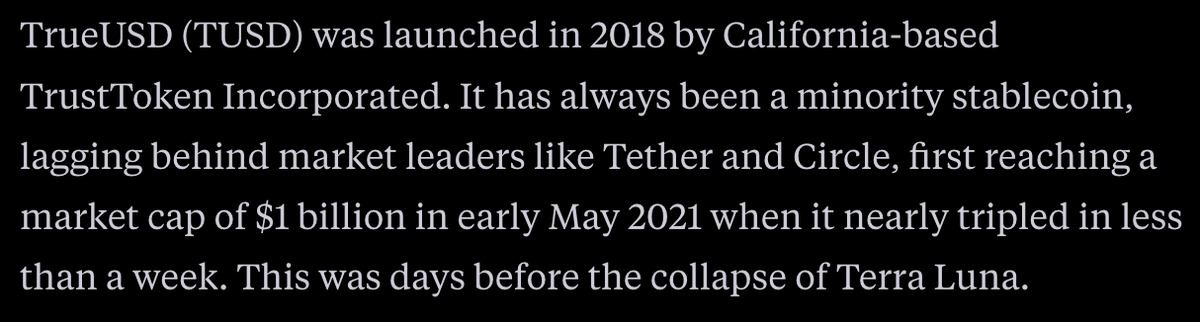 TrueUSD (TUSD) was launched in 2018 by California-based
TrustToken Incorporated. It has always been a minority stablecoin,
lagging behind market leaders like Tether and Circle, first reaching a
market cap of $1 billion in early May 2021 when it nearly tripled in less
than a week. This was days before the collapse of Terra Luna.